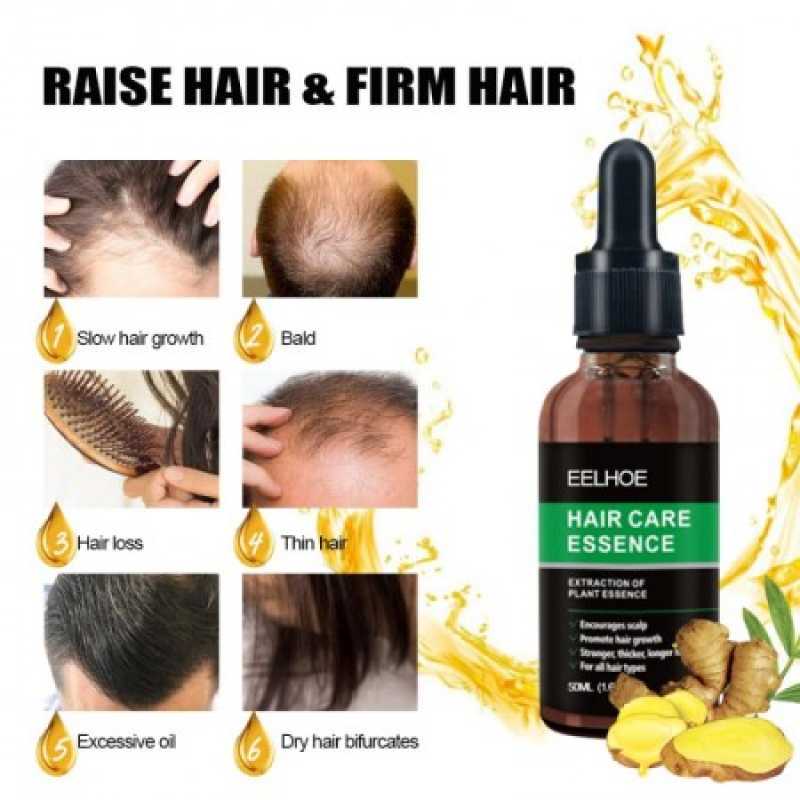 RAISE HAIR & FIRM HAIR
1 Slow hair growth
2 Bald
3 Hair loss
4 Thin hair
5 Excessive oil
6 Dry hair bifurcates
EELHOE
HAIR CARE
ESSENCE
EXTRACTION OF
PLANT ESSENCE
✓ Encourages scalp
✓ Promote hair growth
✓ Stronger, thicker, longer
✓ For all hair types
50ML